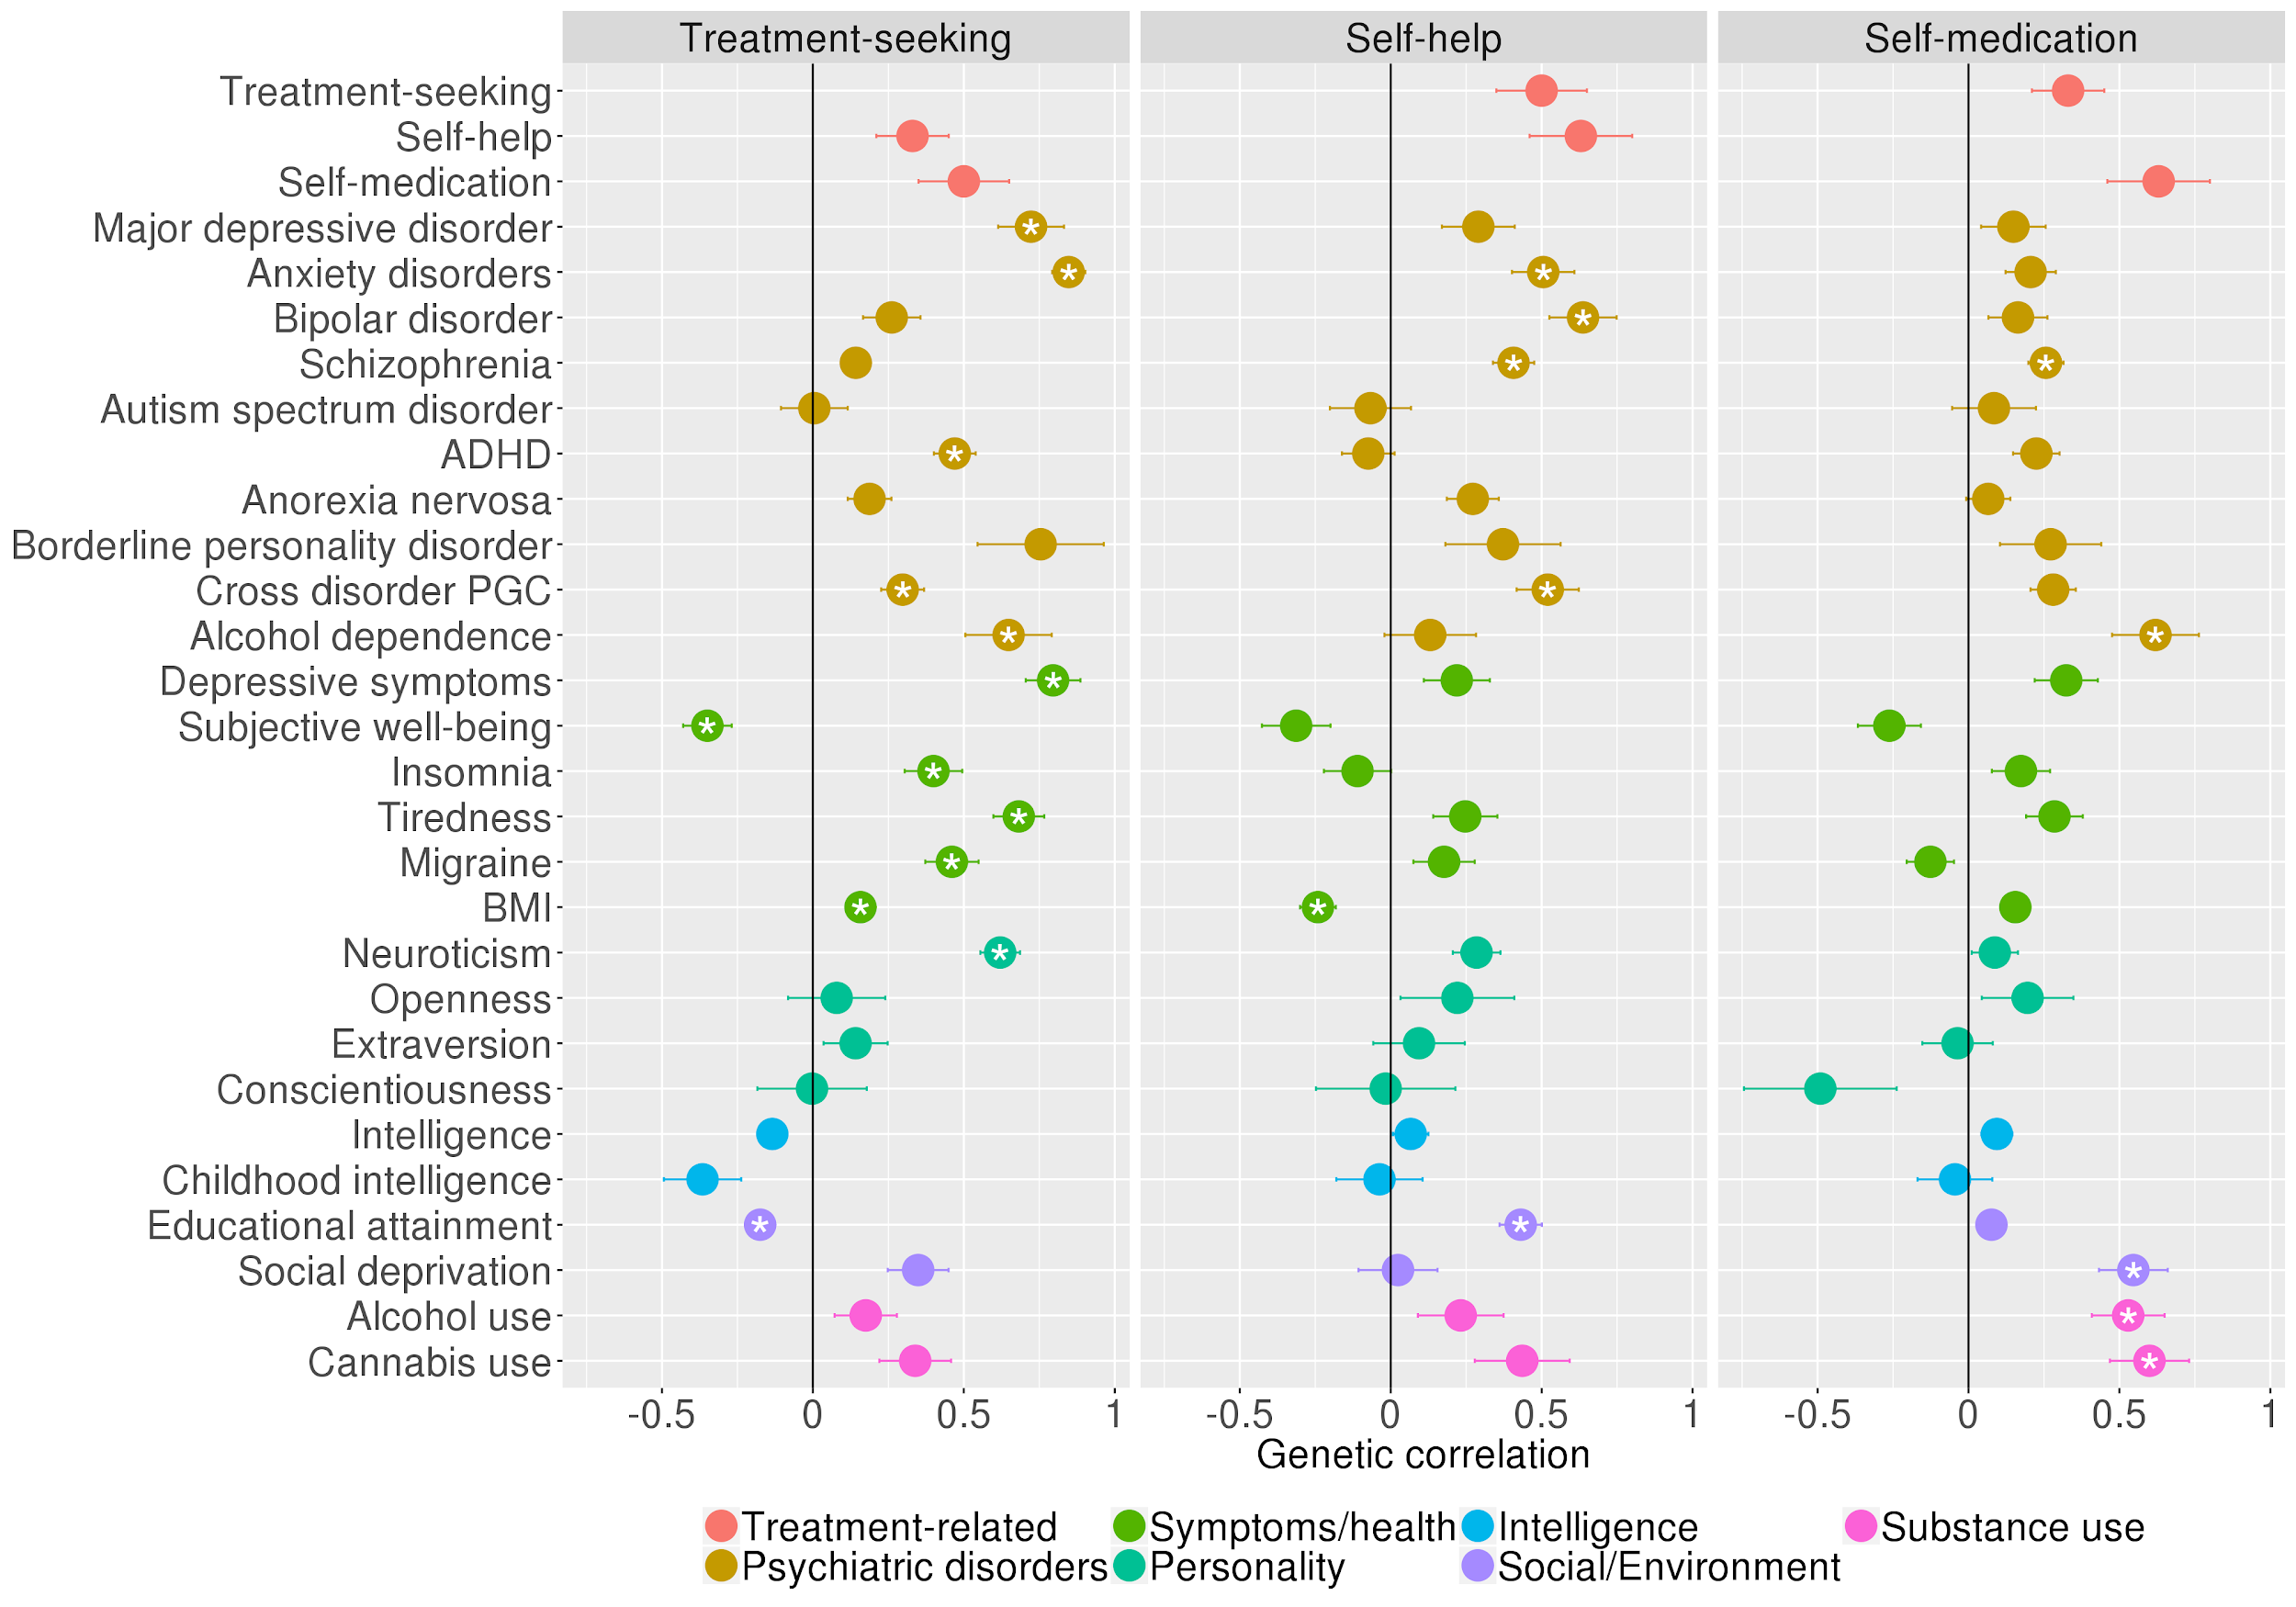 Treatment-seeking Self-help Self-medication
Treatment-seeking
Self-help
Self-medication
Major depressive disorder
Anxiety disorders
Bipolar disorder
Schizophrenia
Autism spectrum disorder
ADHD
Anorexia nervosa
Borderline personality disorder
Cross disorder PGC
Alcohol dependence
Depressive symptoms
Subjective well-being
Insomnia
Tiredness
Migraine
BMI
Neuroticism
Openness
Extraversion
Conscientiousness
Intelligence
Childhood intelligence
Educational attainment
Social deprivation
Alcohol use
Cannabis use
-0.5 0 0.5 1 -0.5 0 0.5 1 -0.5 0 0.5 1
Genetic correlation
Treatment-related Symptoms/health Intelligence Substance use
Psychiatric disorders Personality Social/Environment